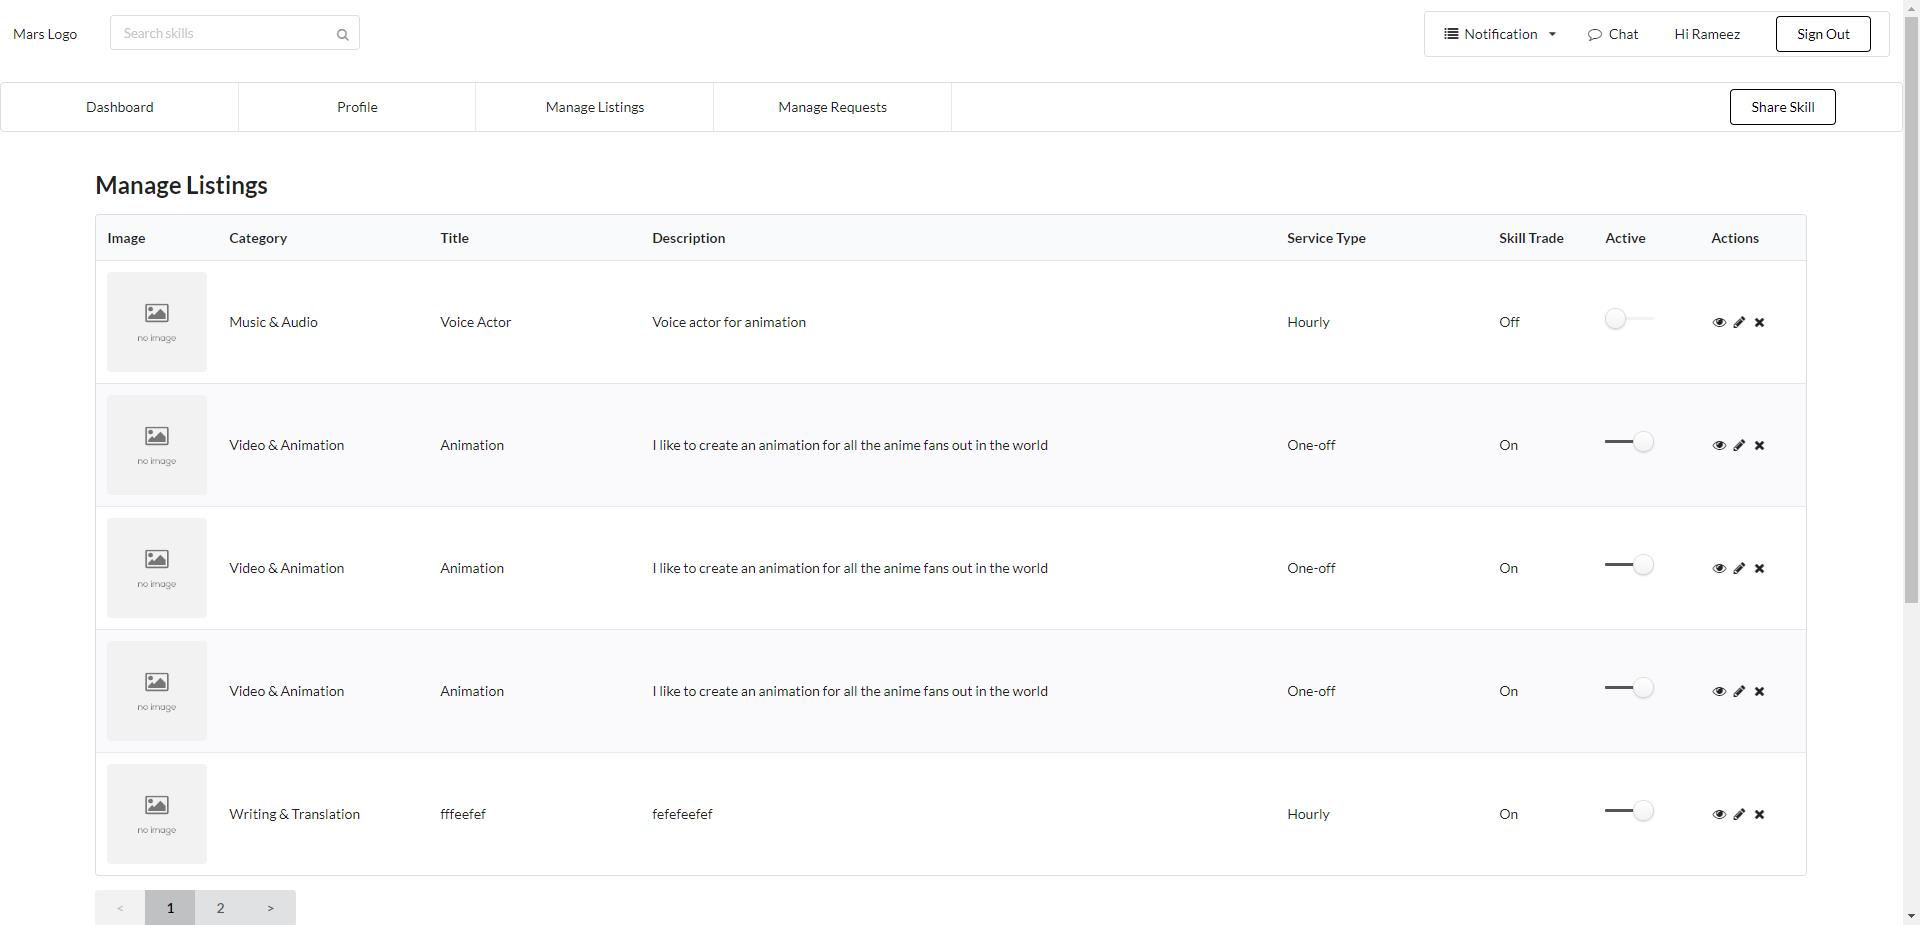 Mars Logo Search skills Notification Chat Hi Rameez Sign Out
Dashboard Profile Manage Listings Manage Requests Share Skill
Manage Listings
Image Category Title Description Service Type Skill Trade Active Actions
no image Music & Audio Voice Actor Voice actor for animation Hourly Off
no image Video & Animation Animation I like to create an animation for all the anime fans out in the world One-off On
no image Video & Animation Animation I like to create an animation for all the anime fans out in the world One-off On
no image Video & Animation Animation I like to create an animation for all the anime fans out in the world One-off On
no image Writing & Translation fffeefef fefefeefef Hourly On
< 1 2 >